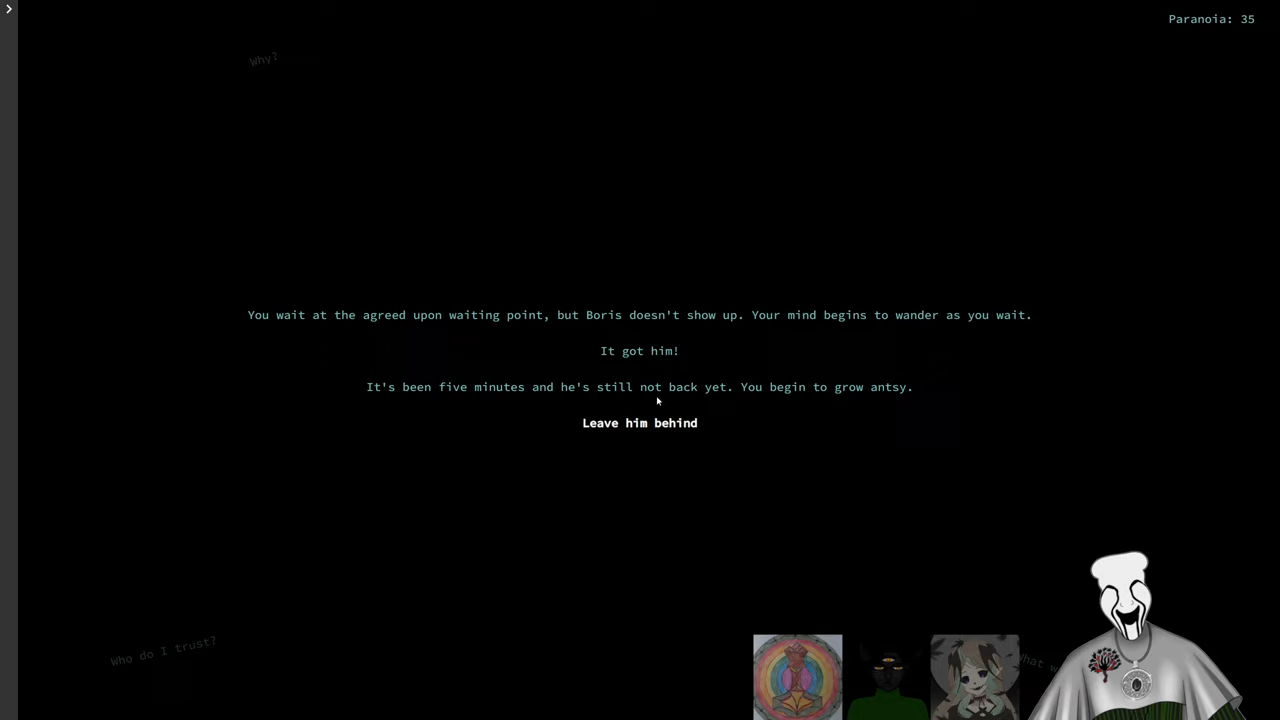 Paranoia: 35
Why?
You wait at the agreed upon waiting point, but Boris doesn't show up. Your mind begins to wander as you wait.
It got him!
It's been five minutes and he's still not back yet. You begin to grow antsy.
Leave him behind
Who do I trust?
What